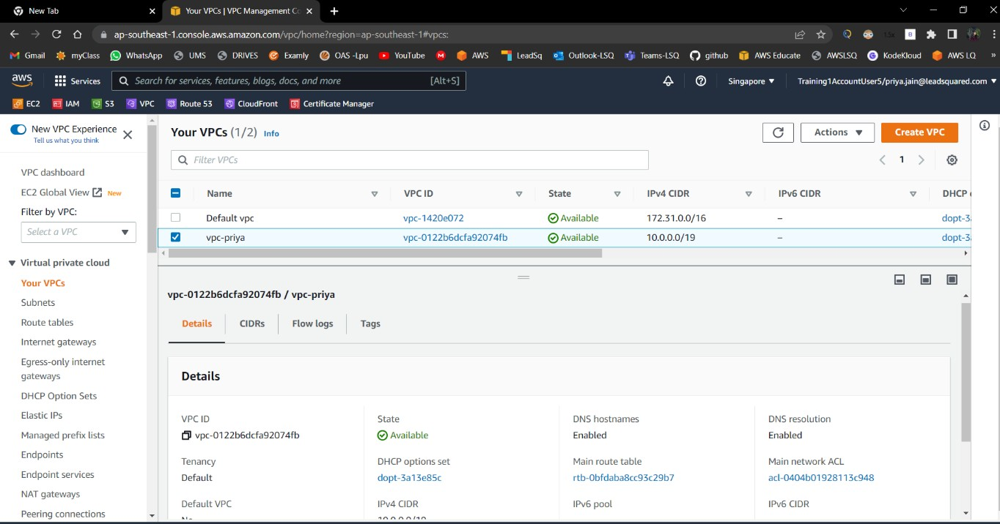 New Tab
Your VPCs | VPC Management Co
ap-southeast-1.console.aws.amazon.com/vpc/home?region=ap-southeast-1#vpcs:
1.5x
B
Gmail myClass WhatsApp UMS DRIVES Examly OAS -Lpu YouTube AWS LeadSq Outlook-LSQ Teams-LSQ github AWS Educate AWSLSQ KodeKloud AWS LQ »
aws Services Search for services, features, blogs, docs, and more [Alt+S] Singapore Training1AccountUser5/priya.jain@leadsquared.com
EC2 IAM S3 VPC Route 53 CloudFront Certificate Manager
New VPC Experience
Tell us what you think
VPC dashboard
EC2 Global View New
Filter by VPC:
Select a VPC
Virtual private cloud
Your VPCs
Subnets
Route tables
Internet gateways
Egress-only internet
gateways
DHCP Option Sets
Elastic IPs
Managed prefix lists
Endpoints
Endpoint services
NAT gateways
Peering connections
Your VPCs (1/2) Info
Actions
Create VPC
Filter VPCs
1
Name VPC ID State IPv4 CIDR IPv6 CIDR DHCP
Default vpc vpc-1420e072 Available 172.31.0.0/16 – dopt-3
vpc-priya vpc-0122b6dcfa92074fb Available 10.0.0.0/19 – dopt-3
vpc-0122b6dcfa92074fb / vpc-priya
Details CIDRs Flow logs Tags
Details
VPC ID State DNS hostnames DNS resolution
vpc-0122b6dcfa92074fb Available Enabled Enabled
Tenancy DHCP options set Main route table Main network ACL
Default dopt-3a13e85c rtb-0bfdaba8cc93c29b7 acl-0404b01928113c948
Default VPC IPv4 CIDR IPv6 pool IPv6 CIDR
No 10.0.0.0/19